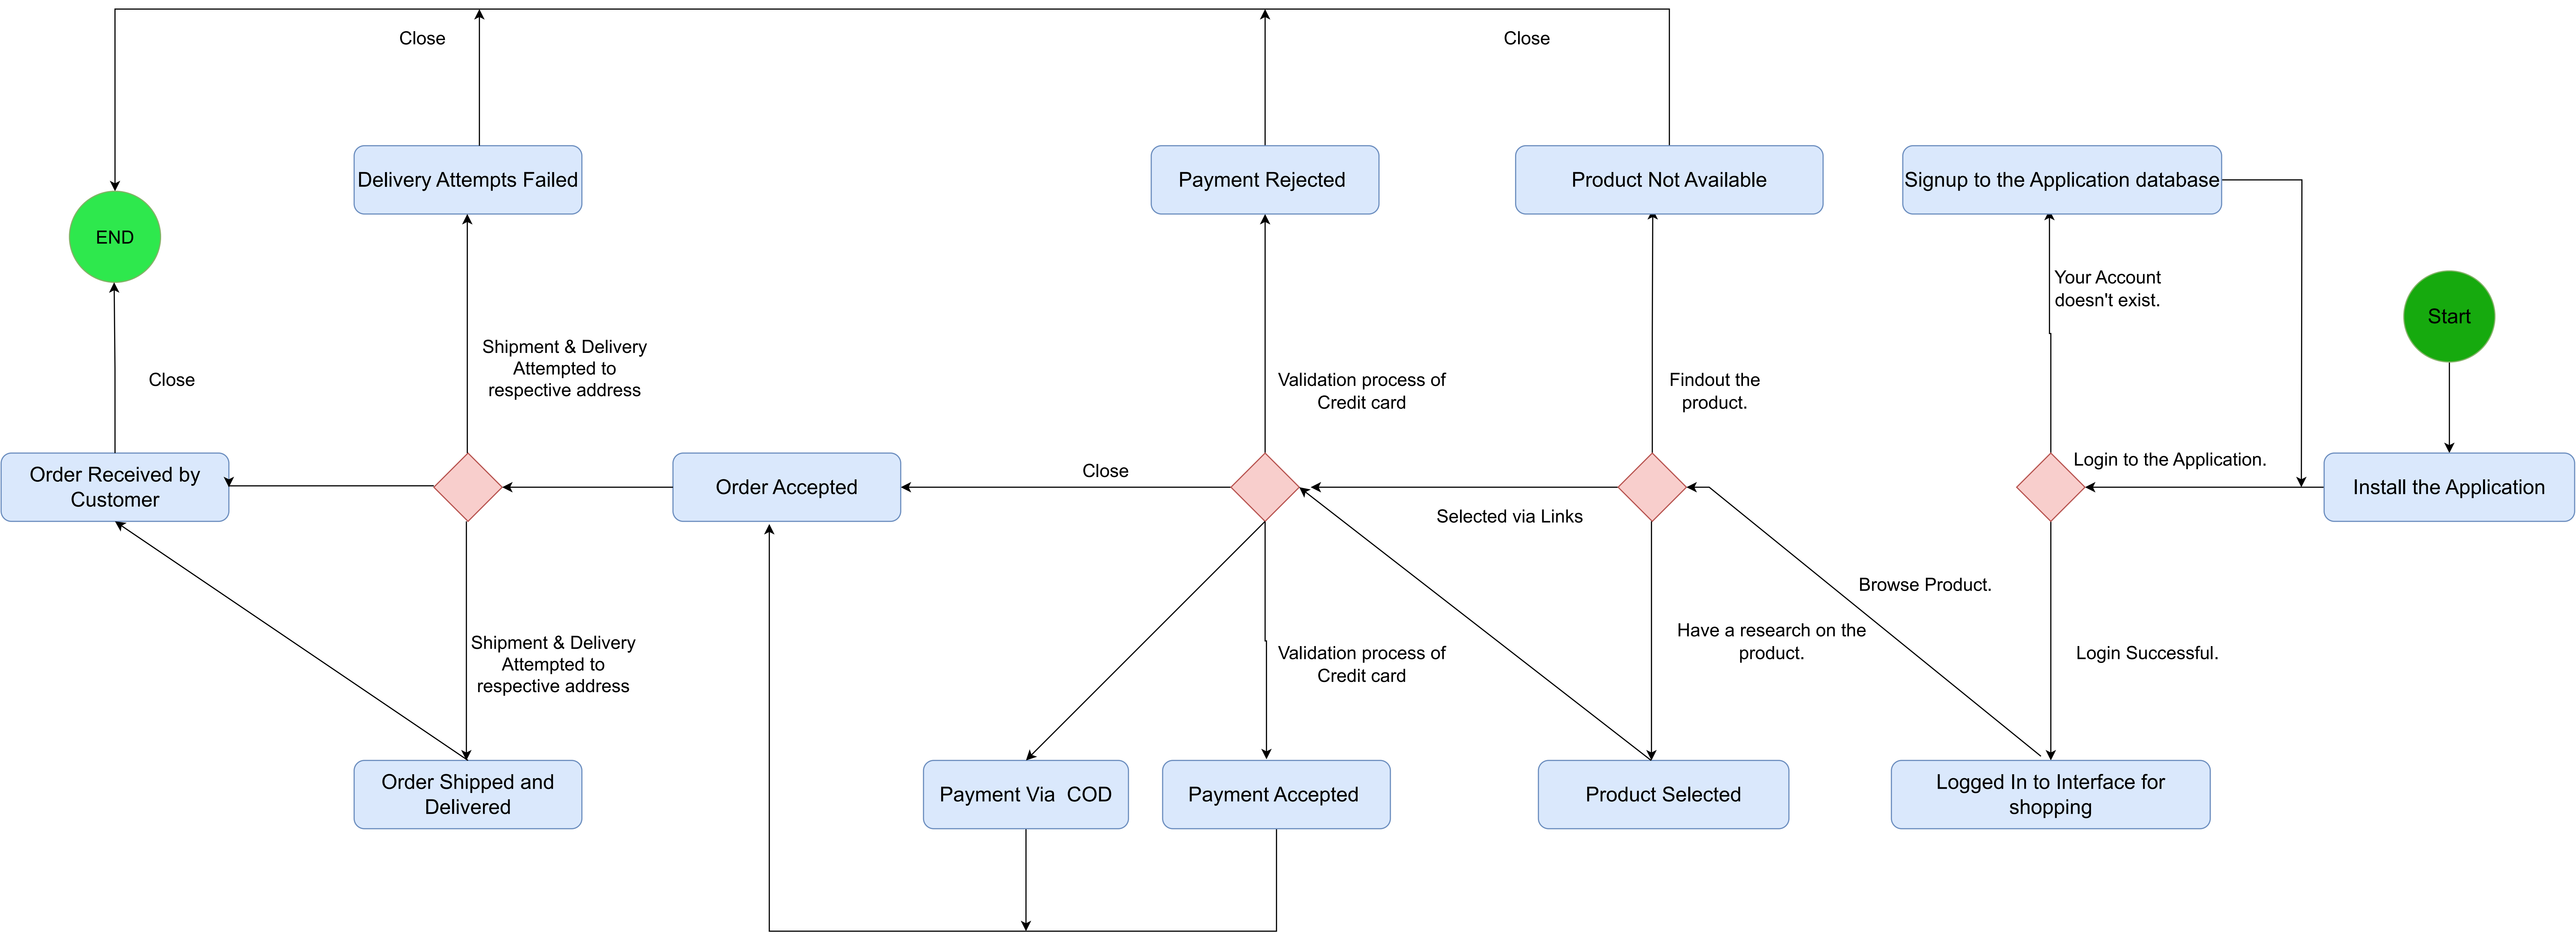 Close
Close
Delivery Attempts Failed
Payment Rejected
Product Not Available
Signup to the Application database
END
Your Account
doesn't exist.
Start
Shipment & Delivery
Attempted to
respective address
Close
Validation process of
Credit card
Findout the
product.
Order Received by
Customer
Order Accepted
Close
Selected via Links
Login to the Application.
Install the Application
Browse Product.
Shipment & Delivery
Attempted to
respective address
Validation process of
Credit card
Have a research on the
product.
Login Successful.
Order Shipped and
Delivered
Payment Via  COD
Payment Accepted
Product Selected
Logged In to Interface for
shopping